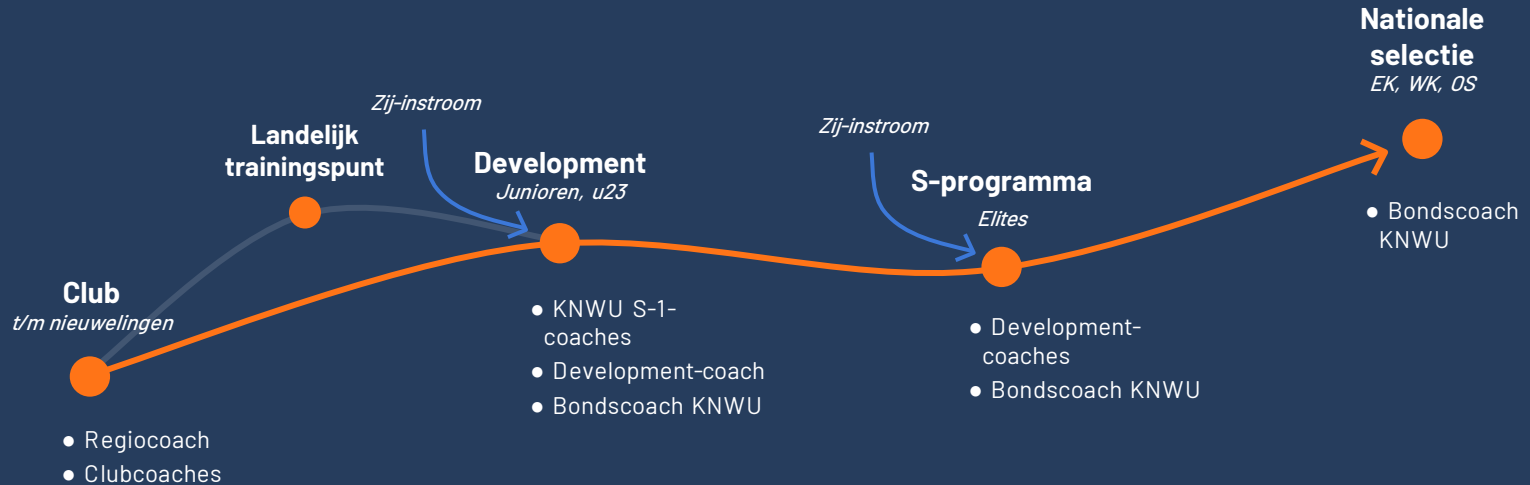 Nationale
selectie
EK, WK, OS
● Bondscoach
KNWU
Zij-instroom
S-programma
Elites
● Development-
coaches
● Bondscoach KNWU
Zij-instroom
Development
Junioren, u23
● KNWU S-1-
coaches
● Development-coach
● Bondscoach KNWU
Landelijk
trainingspunt
Club
t/m nieuwelingen
● Regiocoach
● Clubcoaches